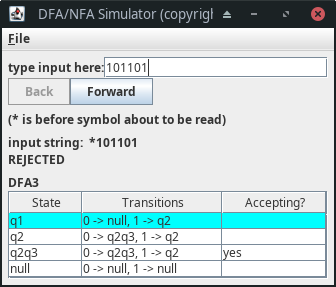 DFA/NFA Simulator (copyrigh
File
type input here: 101101
Back Forward
(* is before symbol about to be read)
input string: *101101
REJECTED
DFA3
State Transitions Accepting?
q1 0 -> null, 1 -> q2
q2 0 -> q2q3, 1 -> q2
q2q3 0 -> q2q3, 1 -> q2 yes
null 0 -> null, 1 -> null